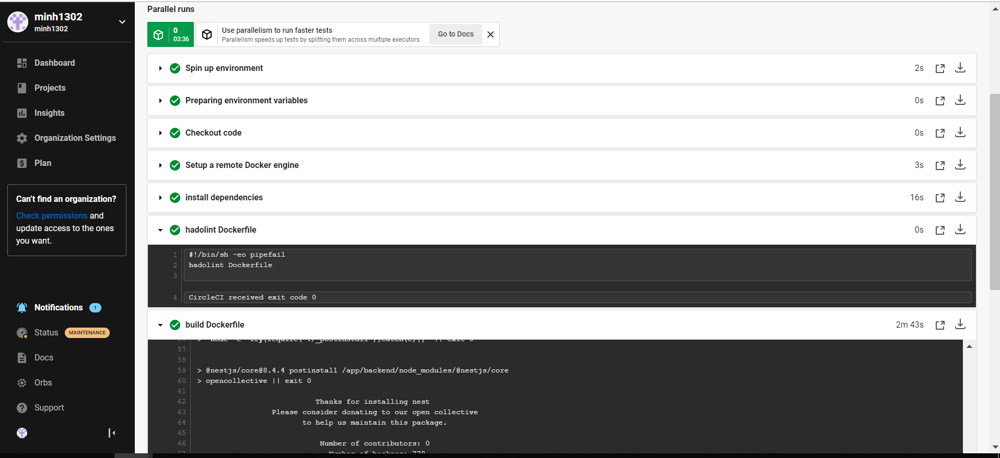 minh1302
minh1302
Dashboard
Projects
Insights
Organization Settings
Plan
Can't find an organization?
Check permissions and
update access to the ones
you want.
Notifications 1
Status MAINTENANCE
Docs
Orbs
Support
Parallel runs
0
03:36
Use parallelism to run faster tests
Parallelism speeds up tests by splitting them across multiple executors.
Go to Docs
Spin up environment 2s
Preparing environment variables 0s
Checkout code 0s
Setup a remote Docker engine 3s
install dependencies 16s
hadolint Dockerfile 0s
1 #!/bin/sh -eo pipefail
2 hadolint Dockerfile
3
4 CircleCI received exit code 0
build Dockerfile 2m 43s
57
58
59 > @nestjs/core@8.4.4 postinstall /app/backend/node_modules/@nestjs/core
60 > opencollective || exit 0
61
62 Thanks for installing nest
63 Please consider donating to our open collective
64 to help us maintain this package.
65
66 Number of contributors: 0